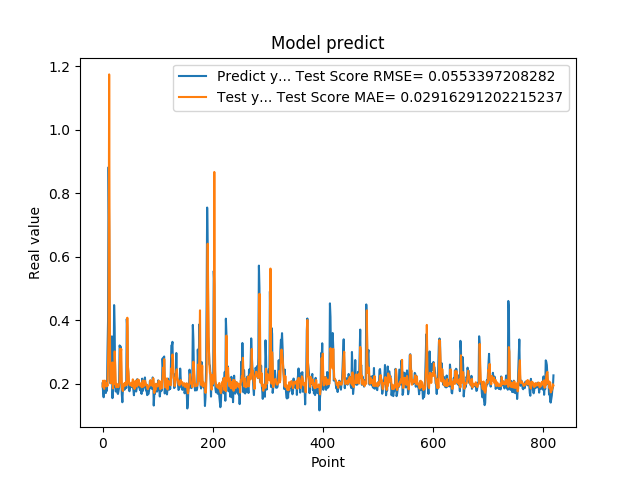 Model predict
Predict y... Test Score RMSE= 0.0553397208282
Test y... Test Score MAE= 0.02916291202215237
1.2
1.0
0.8
0.6
0.4
0.2
Real value
0
200
400
600
800
Point